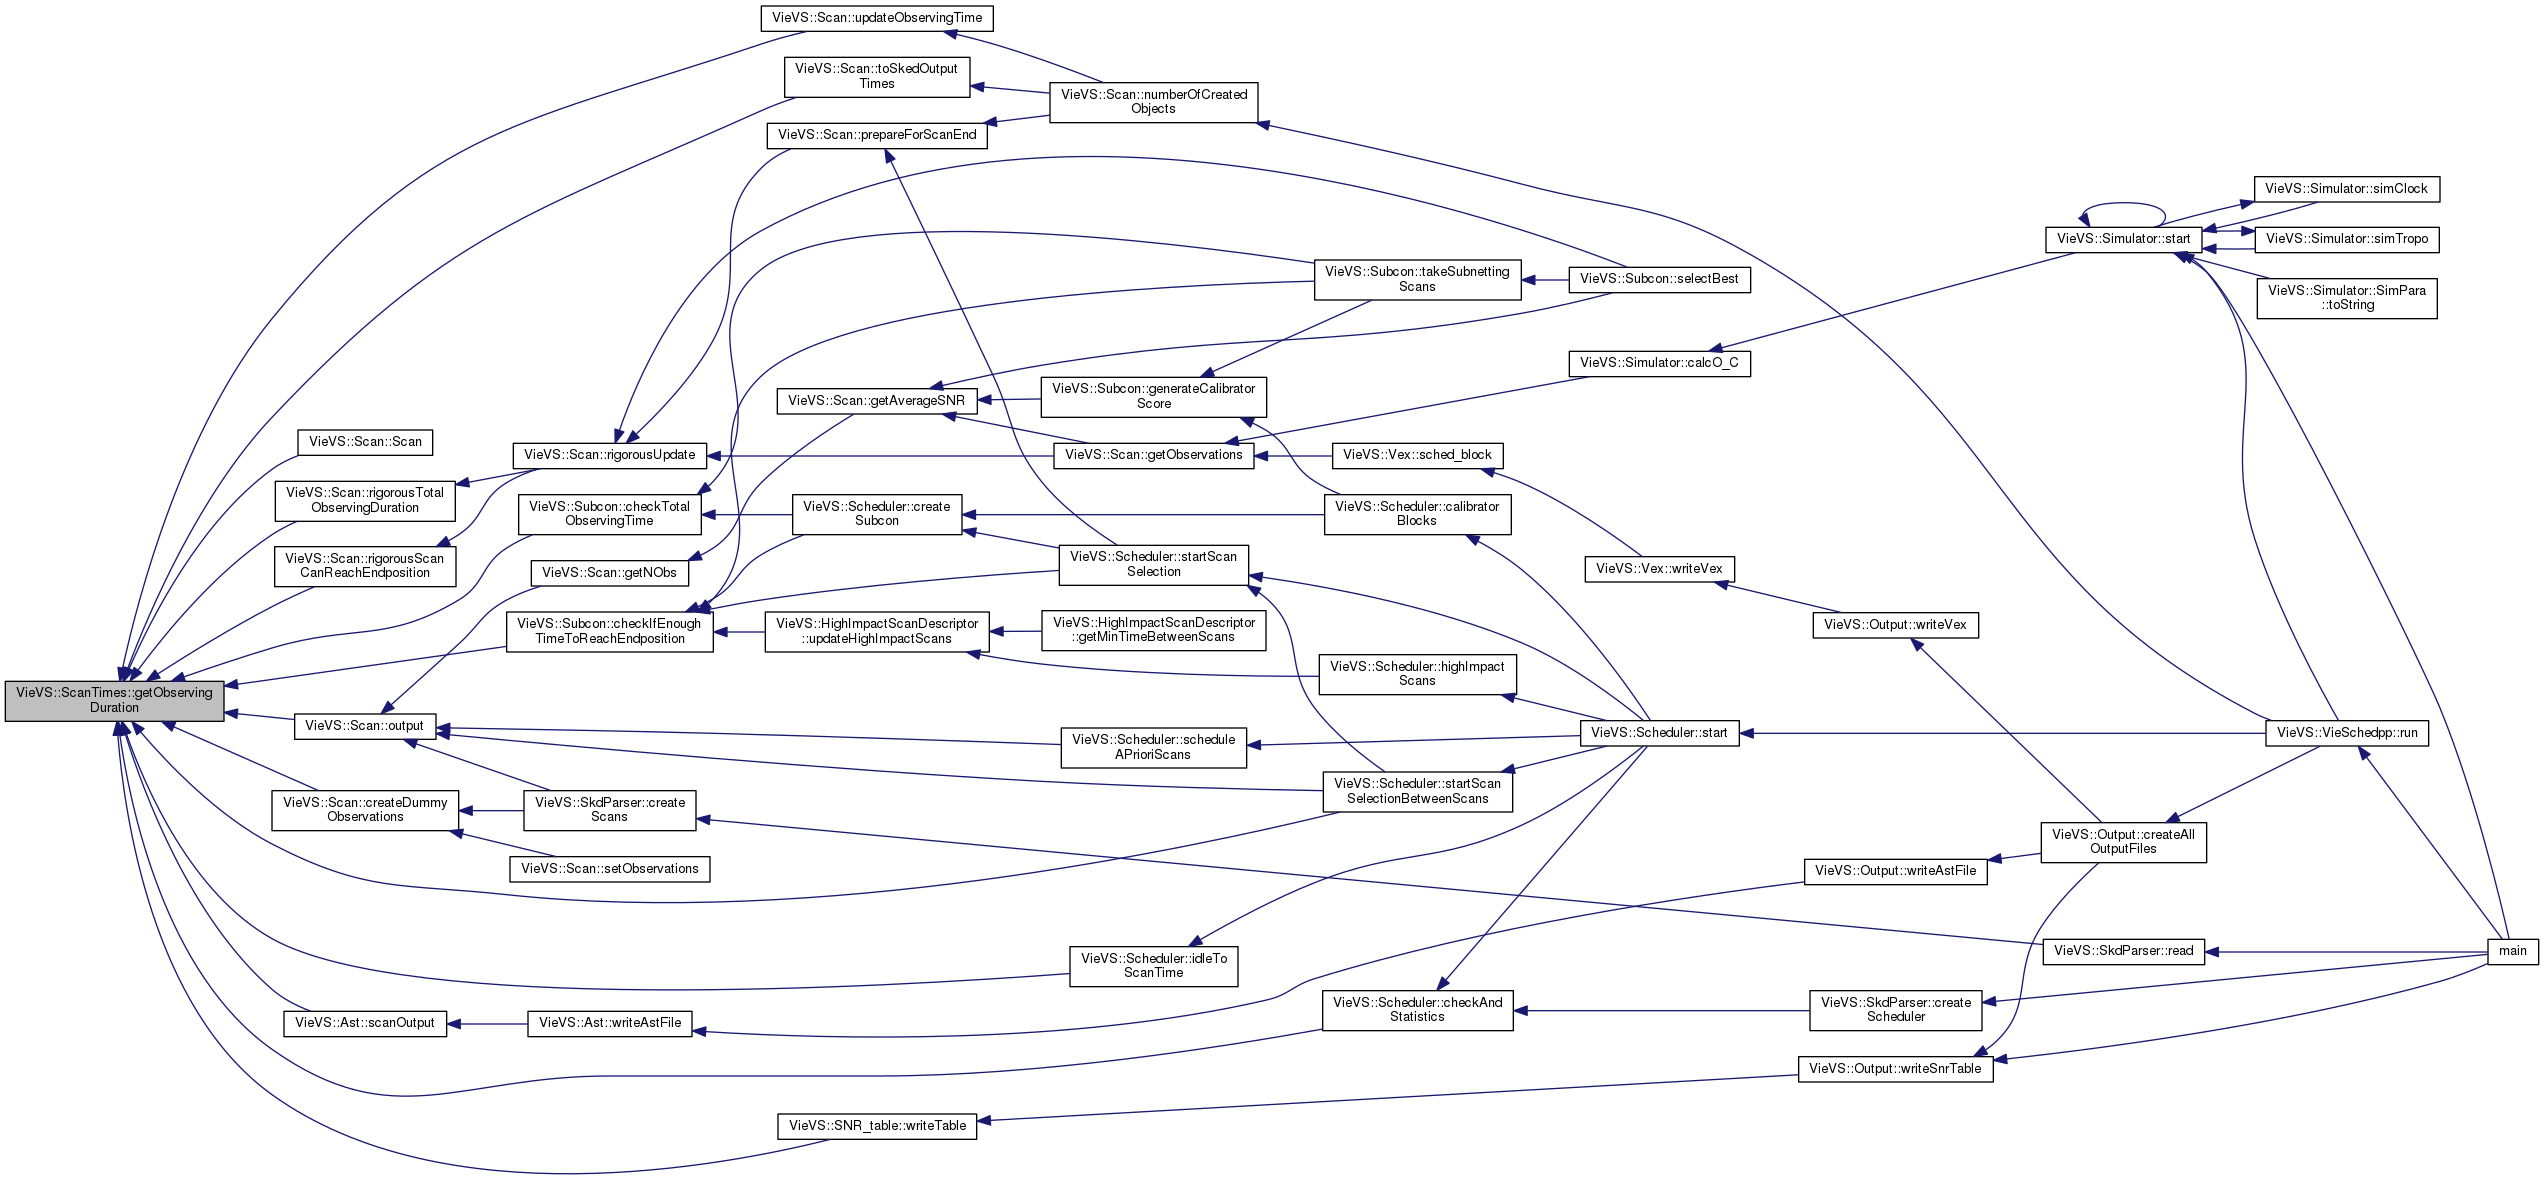 VieVS::Scan::updateObservingTime
VieVS::Scan::toSkedOutput
Times
VieVS::Scan::numberOfCreated
Objects
VieVS::Scan::prepareForScanEnd
VieVS::Simulator::simClock
VieVS::Simulator::start
VieVS::Simulator::simTropo
VieVS::Subcon::takeSubnetting
Scans
VieVS::Subcon::selectBest
VieVS::Simulator::SimPara
::toString
VieVS::Simulator::calcO_C
VieVS::Scan::getAverageSNR
VieVS::Subcon::generateCalibrator
Score
VieVS::Scan::Scan
VieVS::Scan::rigorousUpdate
VieVS::Scan::getObservations
VieVS::Vex::sched_block
VieVS::Scan::rigorousTotal
ObservingDuration
VieVS::Subcon::checkTotal
ObservingTime
VieVS::Scheduler::create
Subcon
VieVS::Scheduler::calibrator
Blocks
VieVS::Scan::rigorousScan
CanReachEndposition
VieVS::Scan::getNObs
VieVS::Scheduler::startScan
Selection
VieVS::Vex::writeVex
VieVS::Subcon::checkIfEnough
TimeToReachEndposition
VieVS::HighImpactScanDescriptor
::updateHighImpactScans
VieVS::HighImpactScanDescriptor
::getMinTimeBetweenScans
VieVS::Output::writeVex
VieVS::Scheduler::highImpact
Scans
VieVS::ScanTimes::getObserving
Duration
VieVS::Scan::output
VieVS::Scheduler::schedule
APrioriScans
VieVS::Scheduler::start
VieVS::VieSchedpp::run
VieVS::Scheduler::startScan
SelectionBetweenScans
VieVS::Scan::createDummy
Observations
VieVS::SkdParser::create
Scans
VieVS::Output::createAll
OutputFiles
VieVS::Scan::setObservations
VieVS::Output::writeAstFile
VieVS::Scheduler::idleTo
ScanTime
VieVS::SkdParser::read
main
VieVS::Ast::scanOutput
VieVS::Ast::writeAstFile
VieVS::Scheduler::checkAnd
Statistics
VieVS::SkdParser::create
Scheduler
VieVS::Output::writeSnrTable
VieVS::SNR_table::writeTable